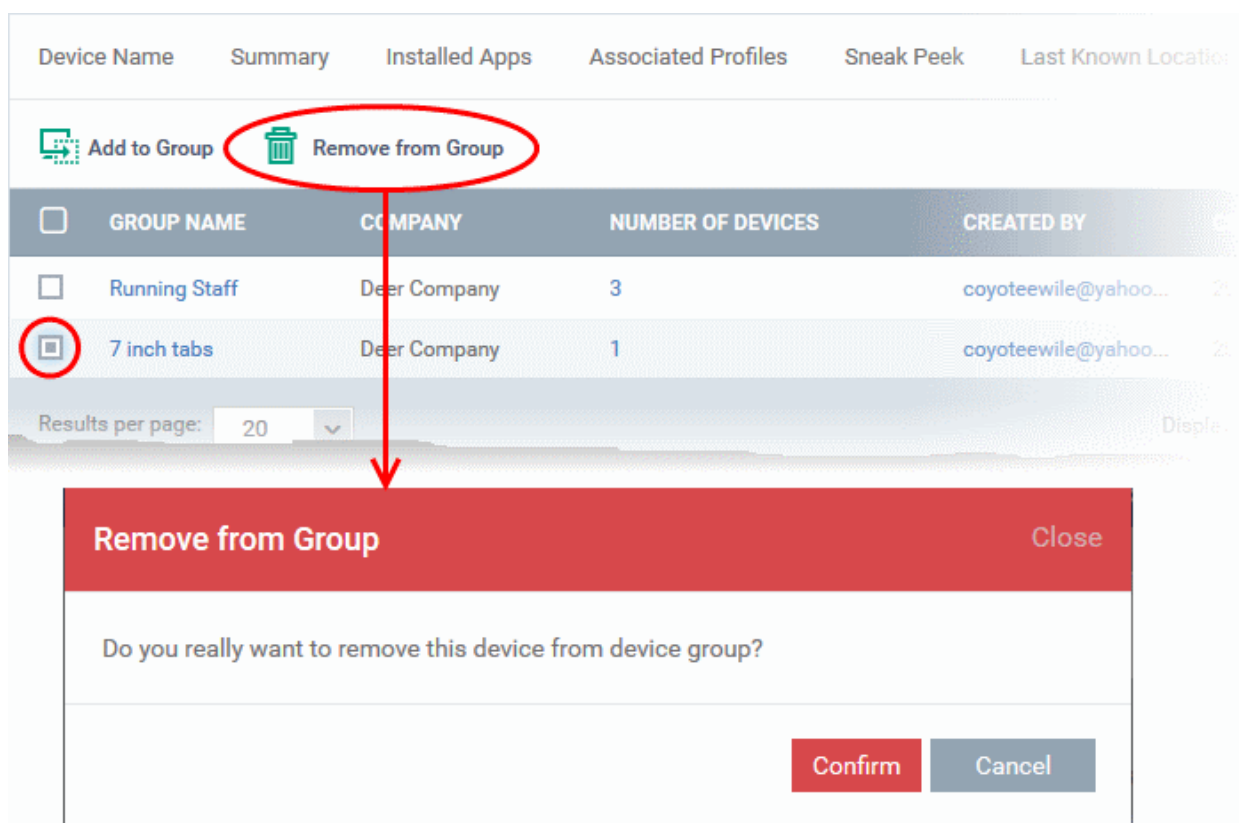 Device Name Summary Installed Apps Associated Profiles Sneak Peek Last Known Location
Add to Group Remove from Group
GROUP NAME COMPANY NUMBER OF DEVICES CREATED BY
Running Staff Deer Company 3 coyoteewile@yahoo...
7 inch tabs Deer Company 1 coyoteewile@yahoo...
Results per page: 20
Remove from Group Close
Do you really want to remove this device from device group?
Confirm Cancel